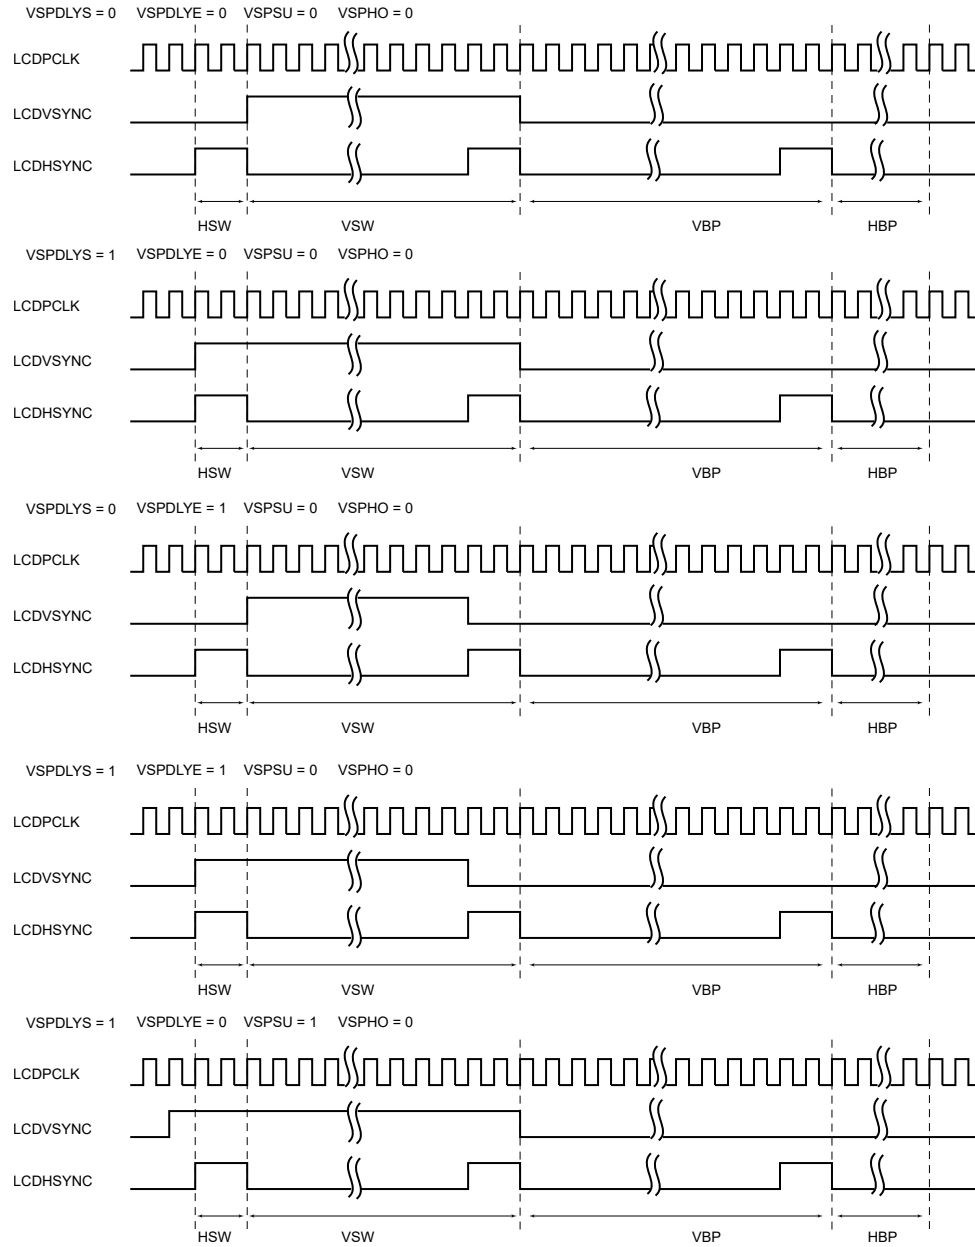 VSPDLYS = 0 VSPDLYE = 0 VSPSU = 0 VSPHO = 0
LCDPCLK
LCDVSYNC
LCDHSYNC
HSW VSW VBP HBP
VSPDLYS = 1 VSPDLYE = 0 VSPSU = 0 VSPHO = 0
LCDPCLK
LCDVSYNC
LCDHSYNC
HSW VSW VBP HBP
VSPDLYS = 0 VSPDLYE = 1 VSPSU = 0 VSPHO = 0
LCDPCLK
LCDVSYNC
LCDHSYNC
HSW VSW VBP HBP
VSPDLYS = 1 VSPDLYE = 1 VSPSU = 0 VSPHO = 0
LCDPCLK
LCDVSYNC
LCDHSYNC
HSW VSW VBP HBP
VSPDLYS = 1 VSPDLYE = 0 VSPSU = 1 VSPHO = 0
LCDPCLK
LCDVSYNC
LCDHSYNC
HSW VSW VBP HBP